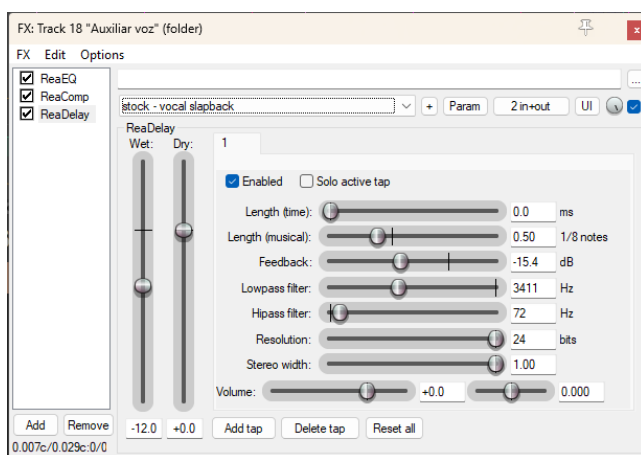 FX: Track 18 "Auxiliar voz" (folder)
x
FX Edit Options
ReaEQ
ReaComp
ReaDelay
...
stock - vocal slapback
+ Param 2 in+out UI
ReaDelay
Wet: Dry:
1
Enabled Solo active tap
Length (time): 0.0 ms
Length (musical): 0.50 1/8 notes
Feedback: -15.4 dB
Lowpass filter: 3411 Hz
Hipass filter: 72 Hz
Resolution: 24 bits
Stereo width: 1.00
Volume: +0.0 0.000
-12.0 +0.0 Add tap Delete tap Reset all
Add Remove
0.007c/0.029c:0/0